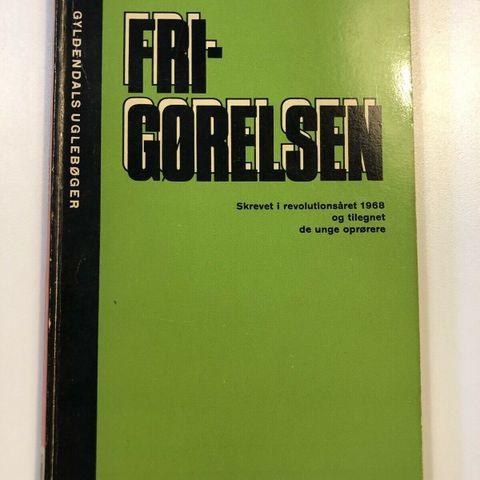 GYLDENDALS UGLEBØGER
FRI-
GØRELSEN
Skrevet i revolutionsåret 1968
og tilegnet
de unge oprørere